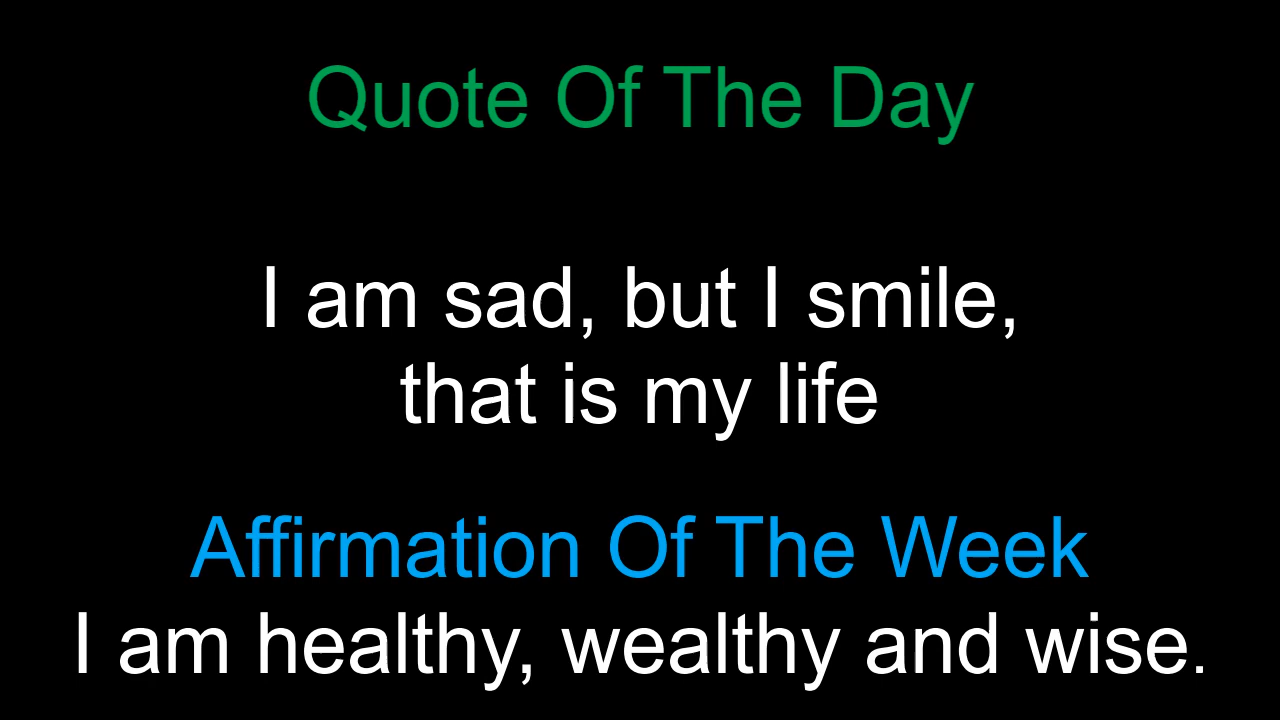 Quote Of The Day
I am sad, but I smile,
that is my life
Affirmation Of The Week
I am healthy, wealthy and wise.